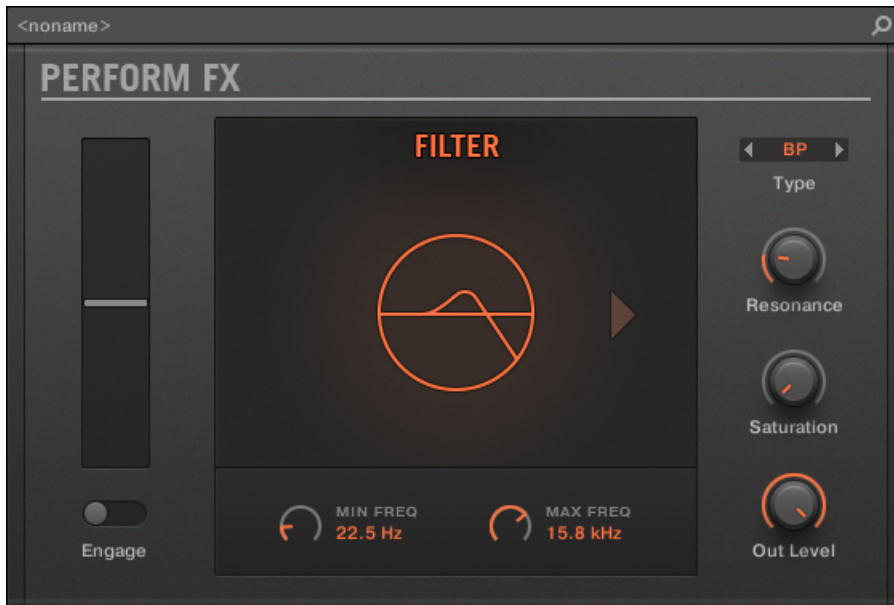 <noname>
PERFORM FX
FILTER
BP
Type
Resonance
Saturation
Out Level
MIN FREQ
22.5 Hz
MAX FREQ
15.8 kHz
Engage